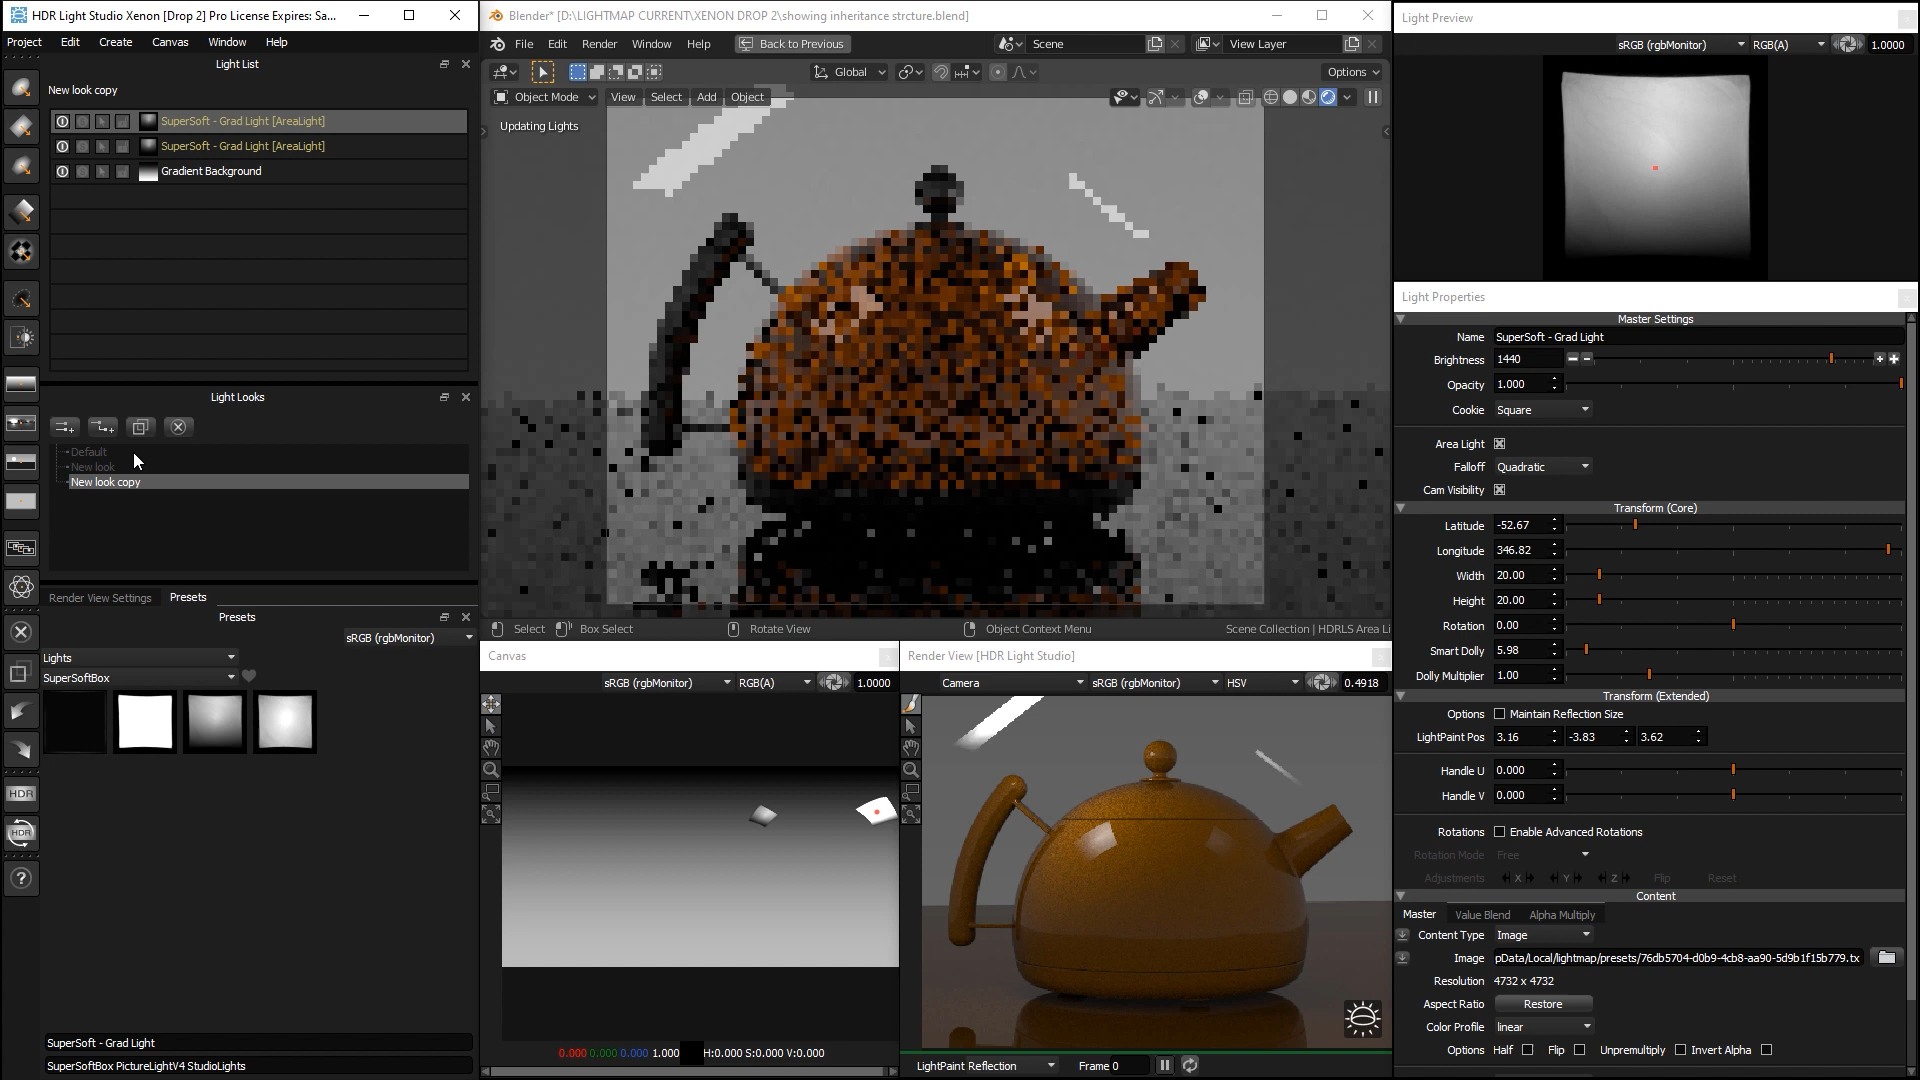 HDR Light Studio Xenon [Drop 2] Pro License Expires: Sa...
Project Edit Create Canvas Window Help
Light List
New look copy
SuperSoft - Grad Light [AreaLight]
SuperSoft - Grad Light [AreaLight]
Gradient Background
Light Looks
Default
New look
New look copy
Render View Settings Presets
Presets
sRGB (rgbMonitor)
Lights
SuperSoftBox
HDR
HDR
?
SuperSoft - Grad Light
SuperSoftBox PictureLightV4 StudioLights
Blender* [D:\LIGHTMAP CURRENT\XENON DROP 2\showing inheritance strcture.blend]
File Edit Render Window Help Back to Previous Scene View Layer
Global Options
Object Mode View Select Add Object
Updating Lights
Select Box Select Rotate View Object Context Menu Scene Collection | HDRLS Area Li
Canvas
sRGB (rgbMonitor) RGB(A) 1.0000
0.000 0.000 0.000 1.000 H:0.000 S:0.000 V:0.000
Render View [HDR Light Studio]
Camera sRGB (rgbMonitor) HSV 0.4918
LightPaint Reflection Frame 0
Light Preview
sRGB (rgbMonitor) RGB(A) 1.0000
Light Properties
Master Settings
Name SuperSoft - Grad Light
Brightness 1440
Opacity 1.000
Cookie Square
Area Light
Falloff Quadratic
Cam Visibility
Transform (Core)
Latitude -52.67
Longitude 346.82
Width 20.00
Height 20.00
Rotation 0.00
Smart Dolly 5.98
Dolly Multiplier 1.00
Transform (Extended)
Options Maintain Reflection Size
LightPaint Pos 3.16 -3.83 3.62
Handle U 0.000
Handle V 0.000
Rotations Enable Advanced Rotations
Rotation Mode Free
Adjustments X Y Z Flip Reset
Content
Master Value Blend Alpha Multiply
Content Type Image
Image pData/Local/lightmap/presets/76db5704-d0b9-4cb8-aa90-5d9b1f15b779.tx
Resolution 4732 x 4732
Aspect Ratio Restore
Color Profile linear
Options Half Flip Unpremultiply Invert Alpha